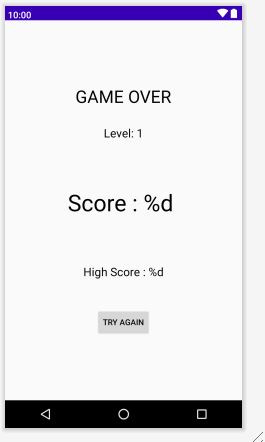 10:00
GAME OVER
Level: 1
Score : %d
High Score : %d
TRY AGAIN